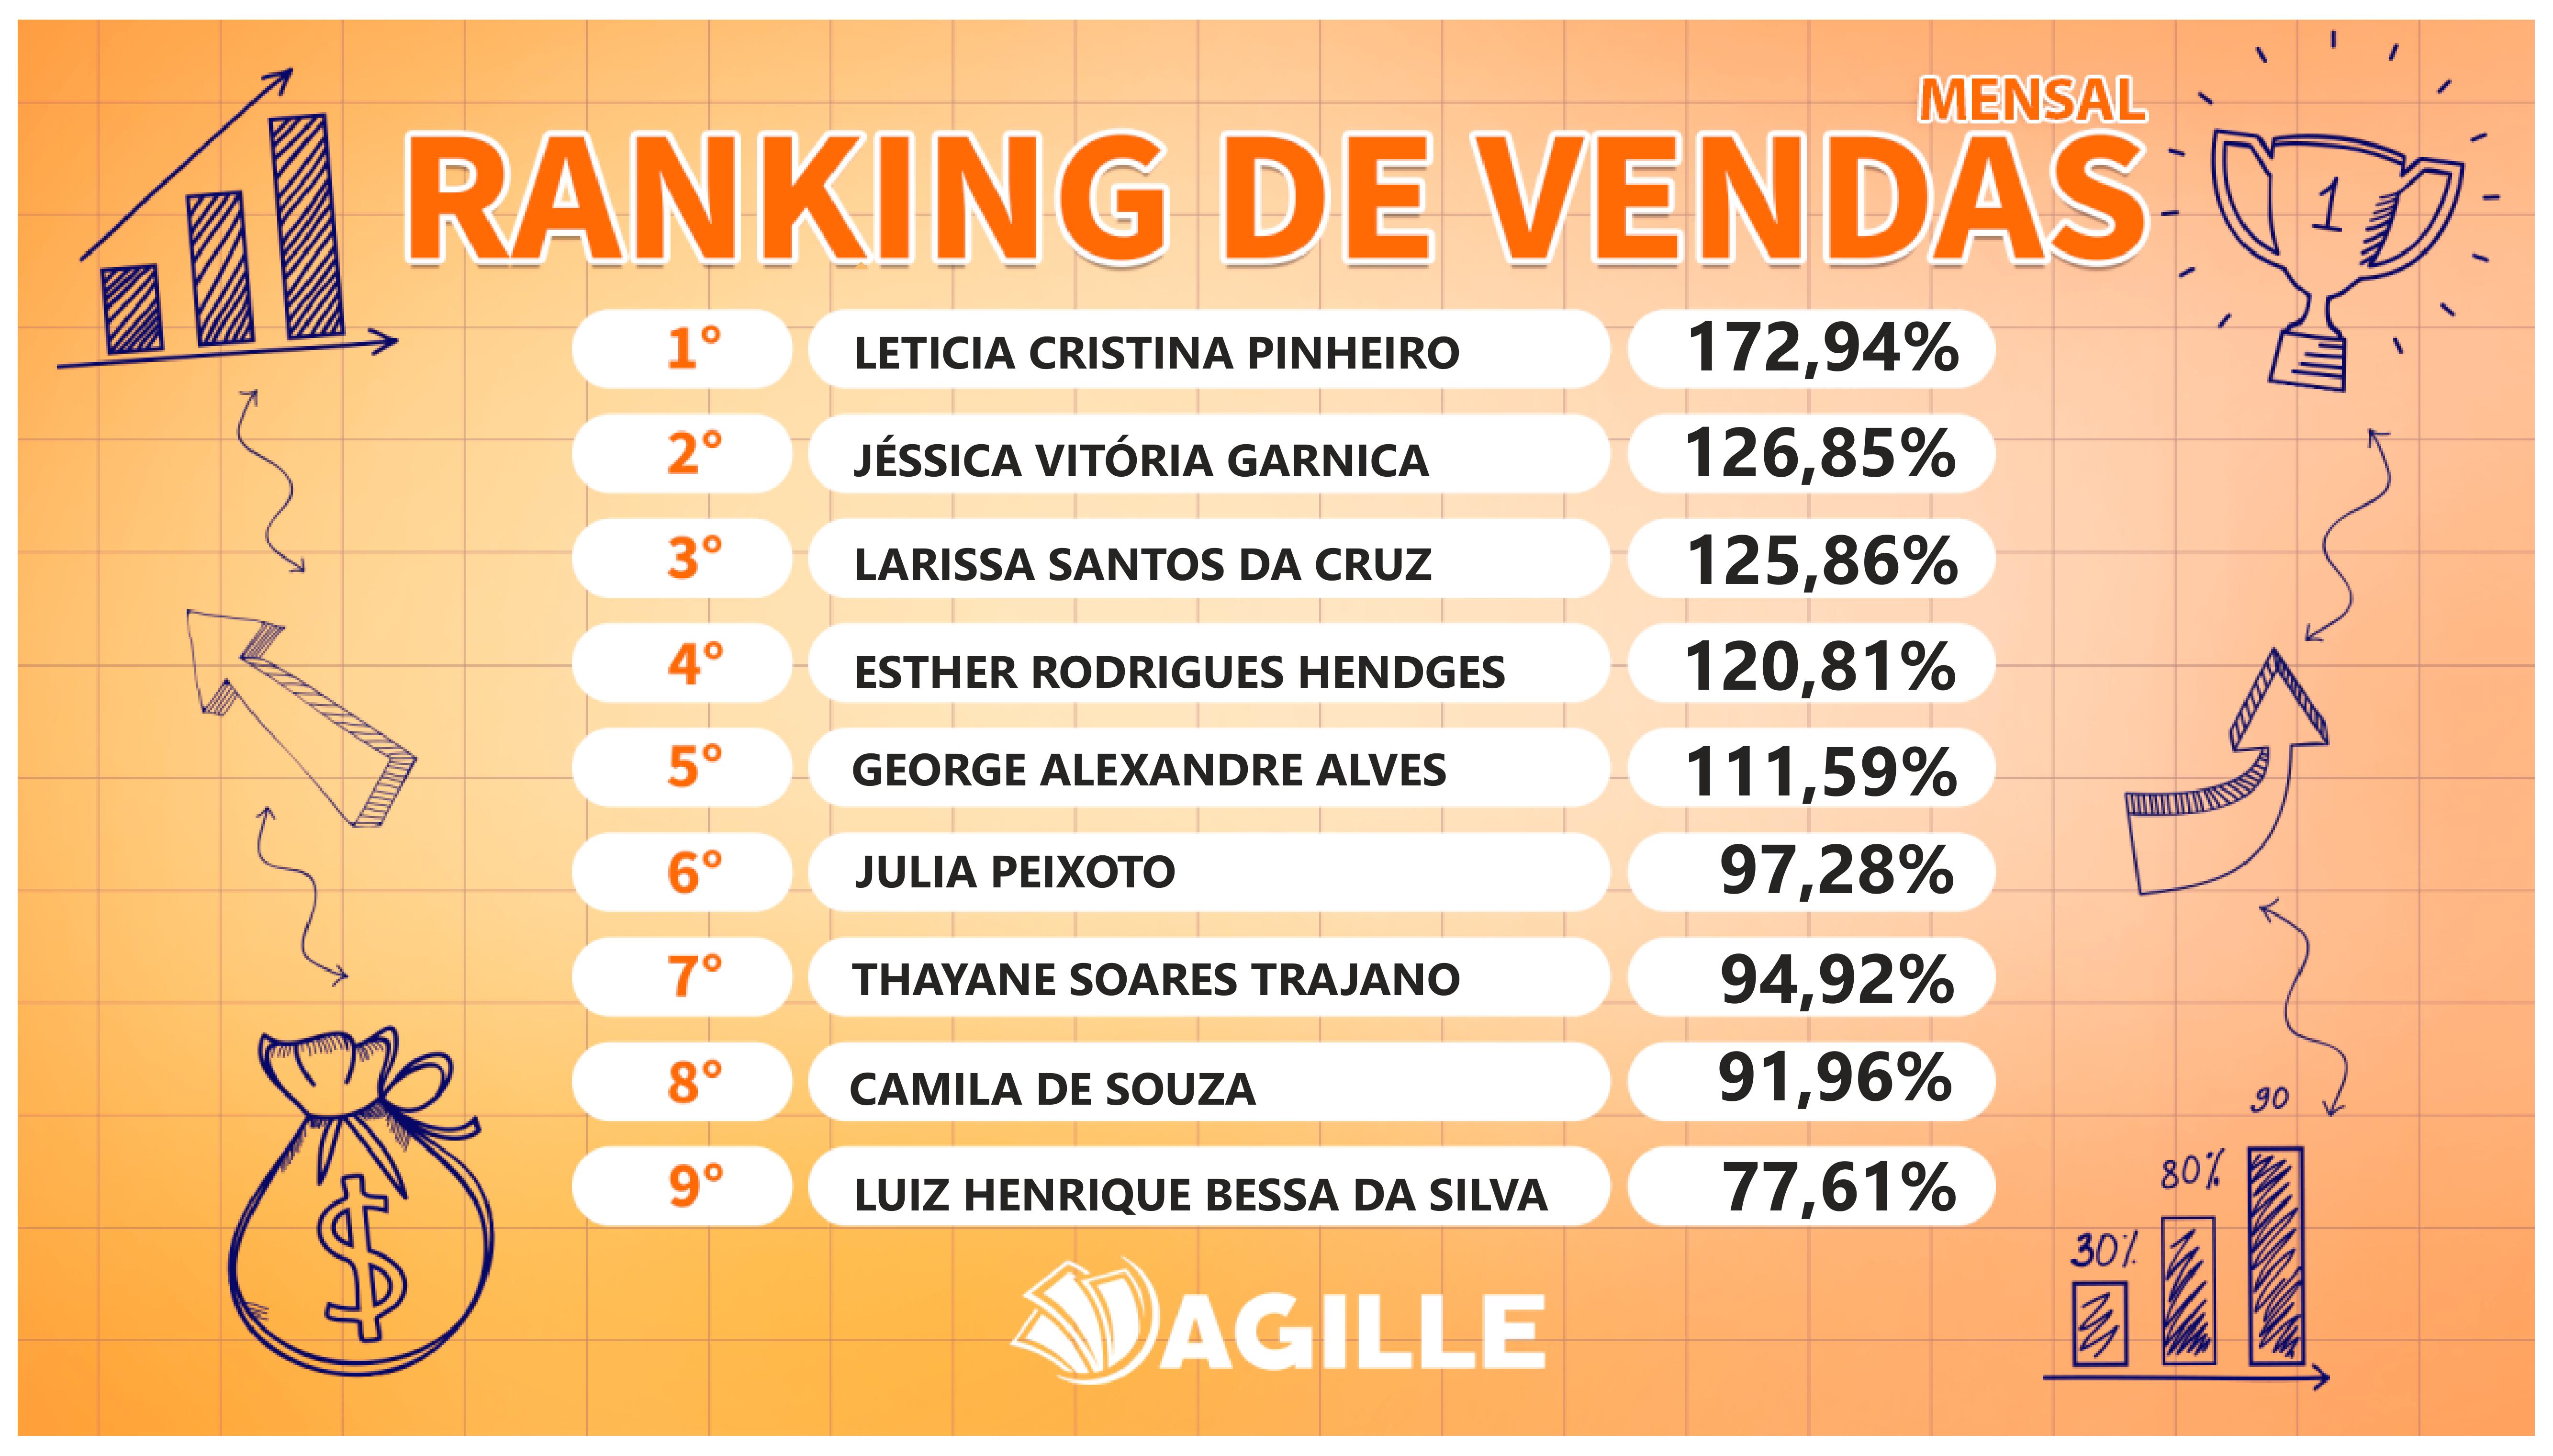 MENSAL
RANKING DE VENDAS
1
1° LETICIA CRISTINA PINHEIRO 172,94%
2° JÉSSICA VITÓRIA GARNICA 126,85%
3° LARISSA SANTOS DA CRUZ 125,86%
4° ESTHER RODRIGUES HENDGES 120,81%
5° GEORGE ALEXANDRE ALVES 111,59%
6° JULIA PEIXOTO 97,28%
7° THAYANE SOARES TRAJANO 94,92%
8° CAMILA DE SOUZA 91,96%
9° LUIZ HENRIQUE BESSA DA SILVA 77,61%
$
30% 80% 90
AGILLE